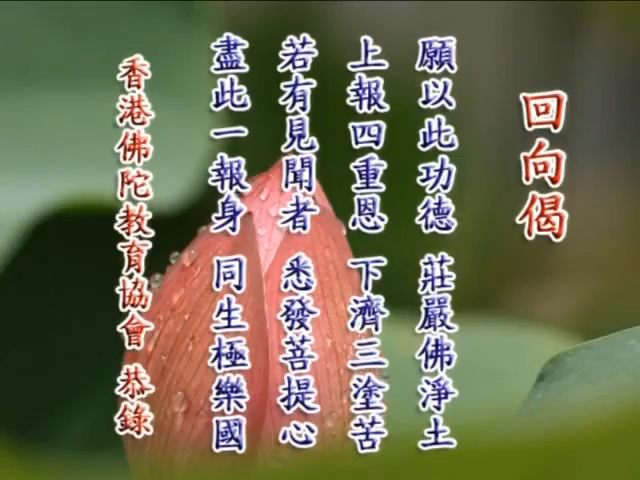 回向偈
願以此功德 莊嚴佛淨土
上報四重恩 下濟三塗苦
若有見聞者 悉發菩提心
盡此一報身 同生極樂國
香港佛陀教育協會 恭錄